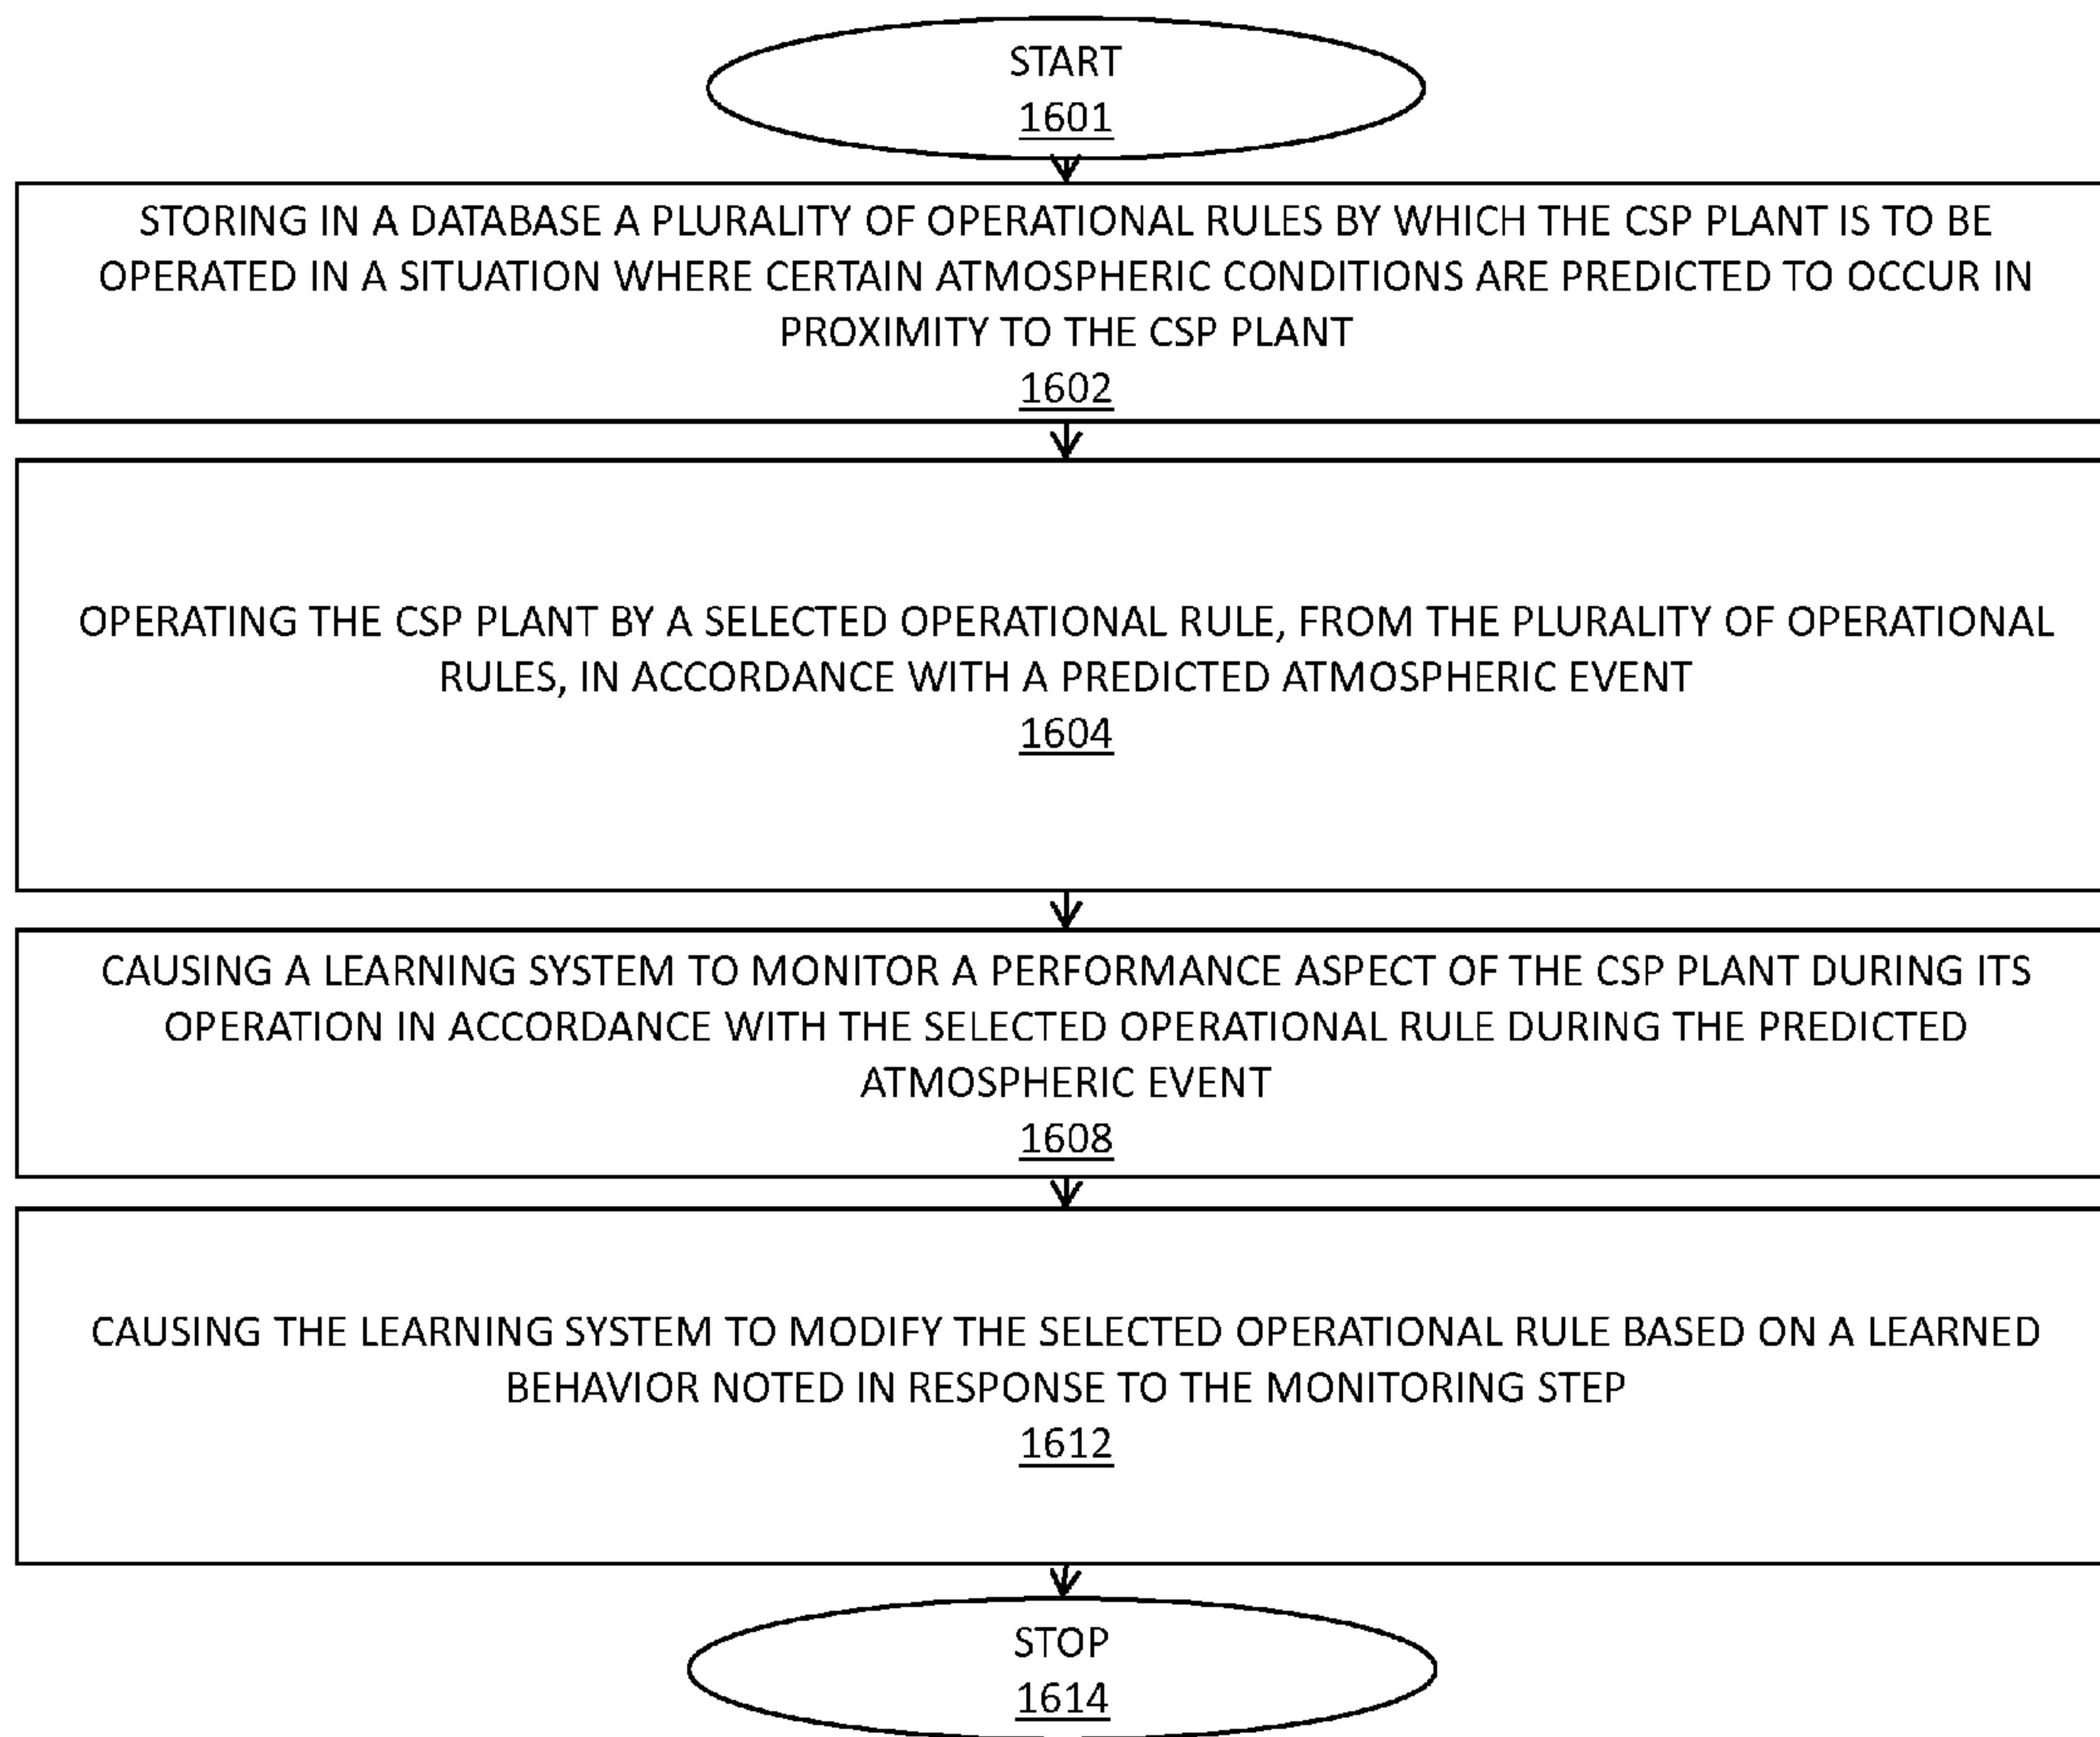 START
1601
STORING IN A DATABASE A PLURALITY OF OPERATIONAL RULES BY WHICH THE CSP PLANT IS TO BE
OPERATED IN A SITUATION WHERE CERTAIN ATMOSPHERIC CONDITIONS ARE PREDICTED TO OCCUR IN
PROXIMITY TO THE CSP PLANT
1602
OPERATING THE CSP PLANT BY A SELECTED OPERATIONAL RULE, FROM THE PLURALITY OF OPERATIONAL
RULES, IN ACCORDANCE WITH A PREDICTED ATMOSPHERIC EVENT
1604
CAUSING A LEARNING SYSTEM TO MONITOR A PERFORMANCE ASPECT OF THE CSP PLANT DURING ITS
OPERATION IN ACCORDANCE WITH THE SELECTED OPERATIONAL RULE DURING THE PREDICTED
ATMOSPHERIC EVENT
1608
CAUSING THE LEARNING SYSTEM TO MODIFY THE SELECTED OPERATIONAL RULE BASED ON A LEARNED
BEHAVIOR NOTED IN RESPONSE TO THE MONITORING STEP
1612
STOP
1614